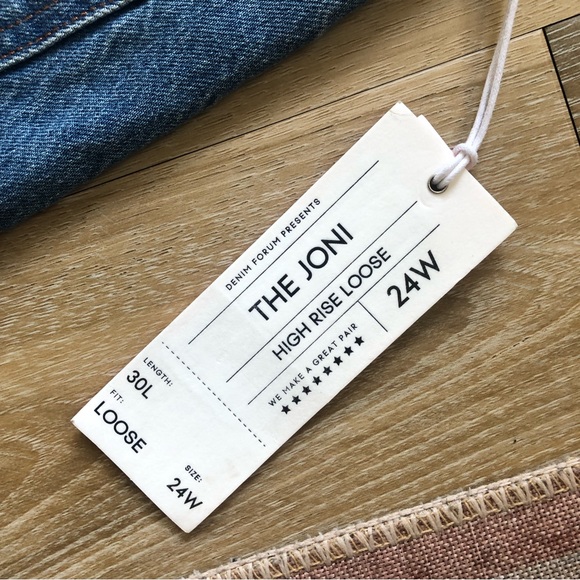 DENIM FORUM PRESENTS
THE JONI
HIGH RISE LOOSE
24W
WE MAKE A GREAT PAIR
★★★★★★★★
LENGTH:
30L
FIT:
LOOSE
SIZE:
24W